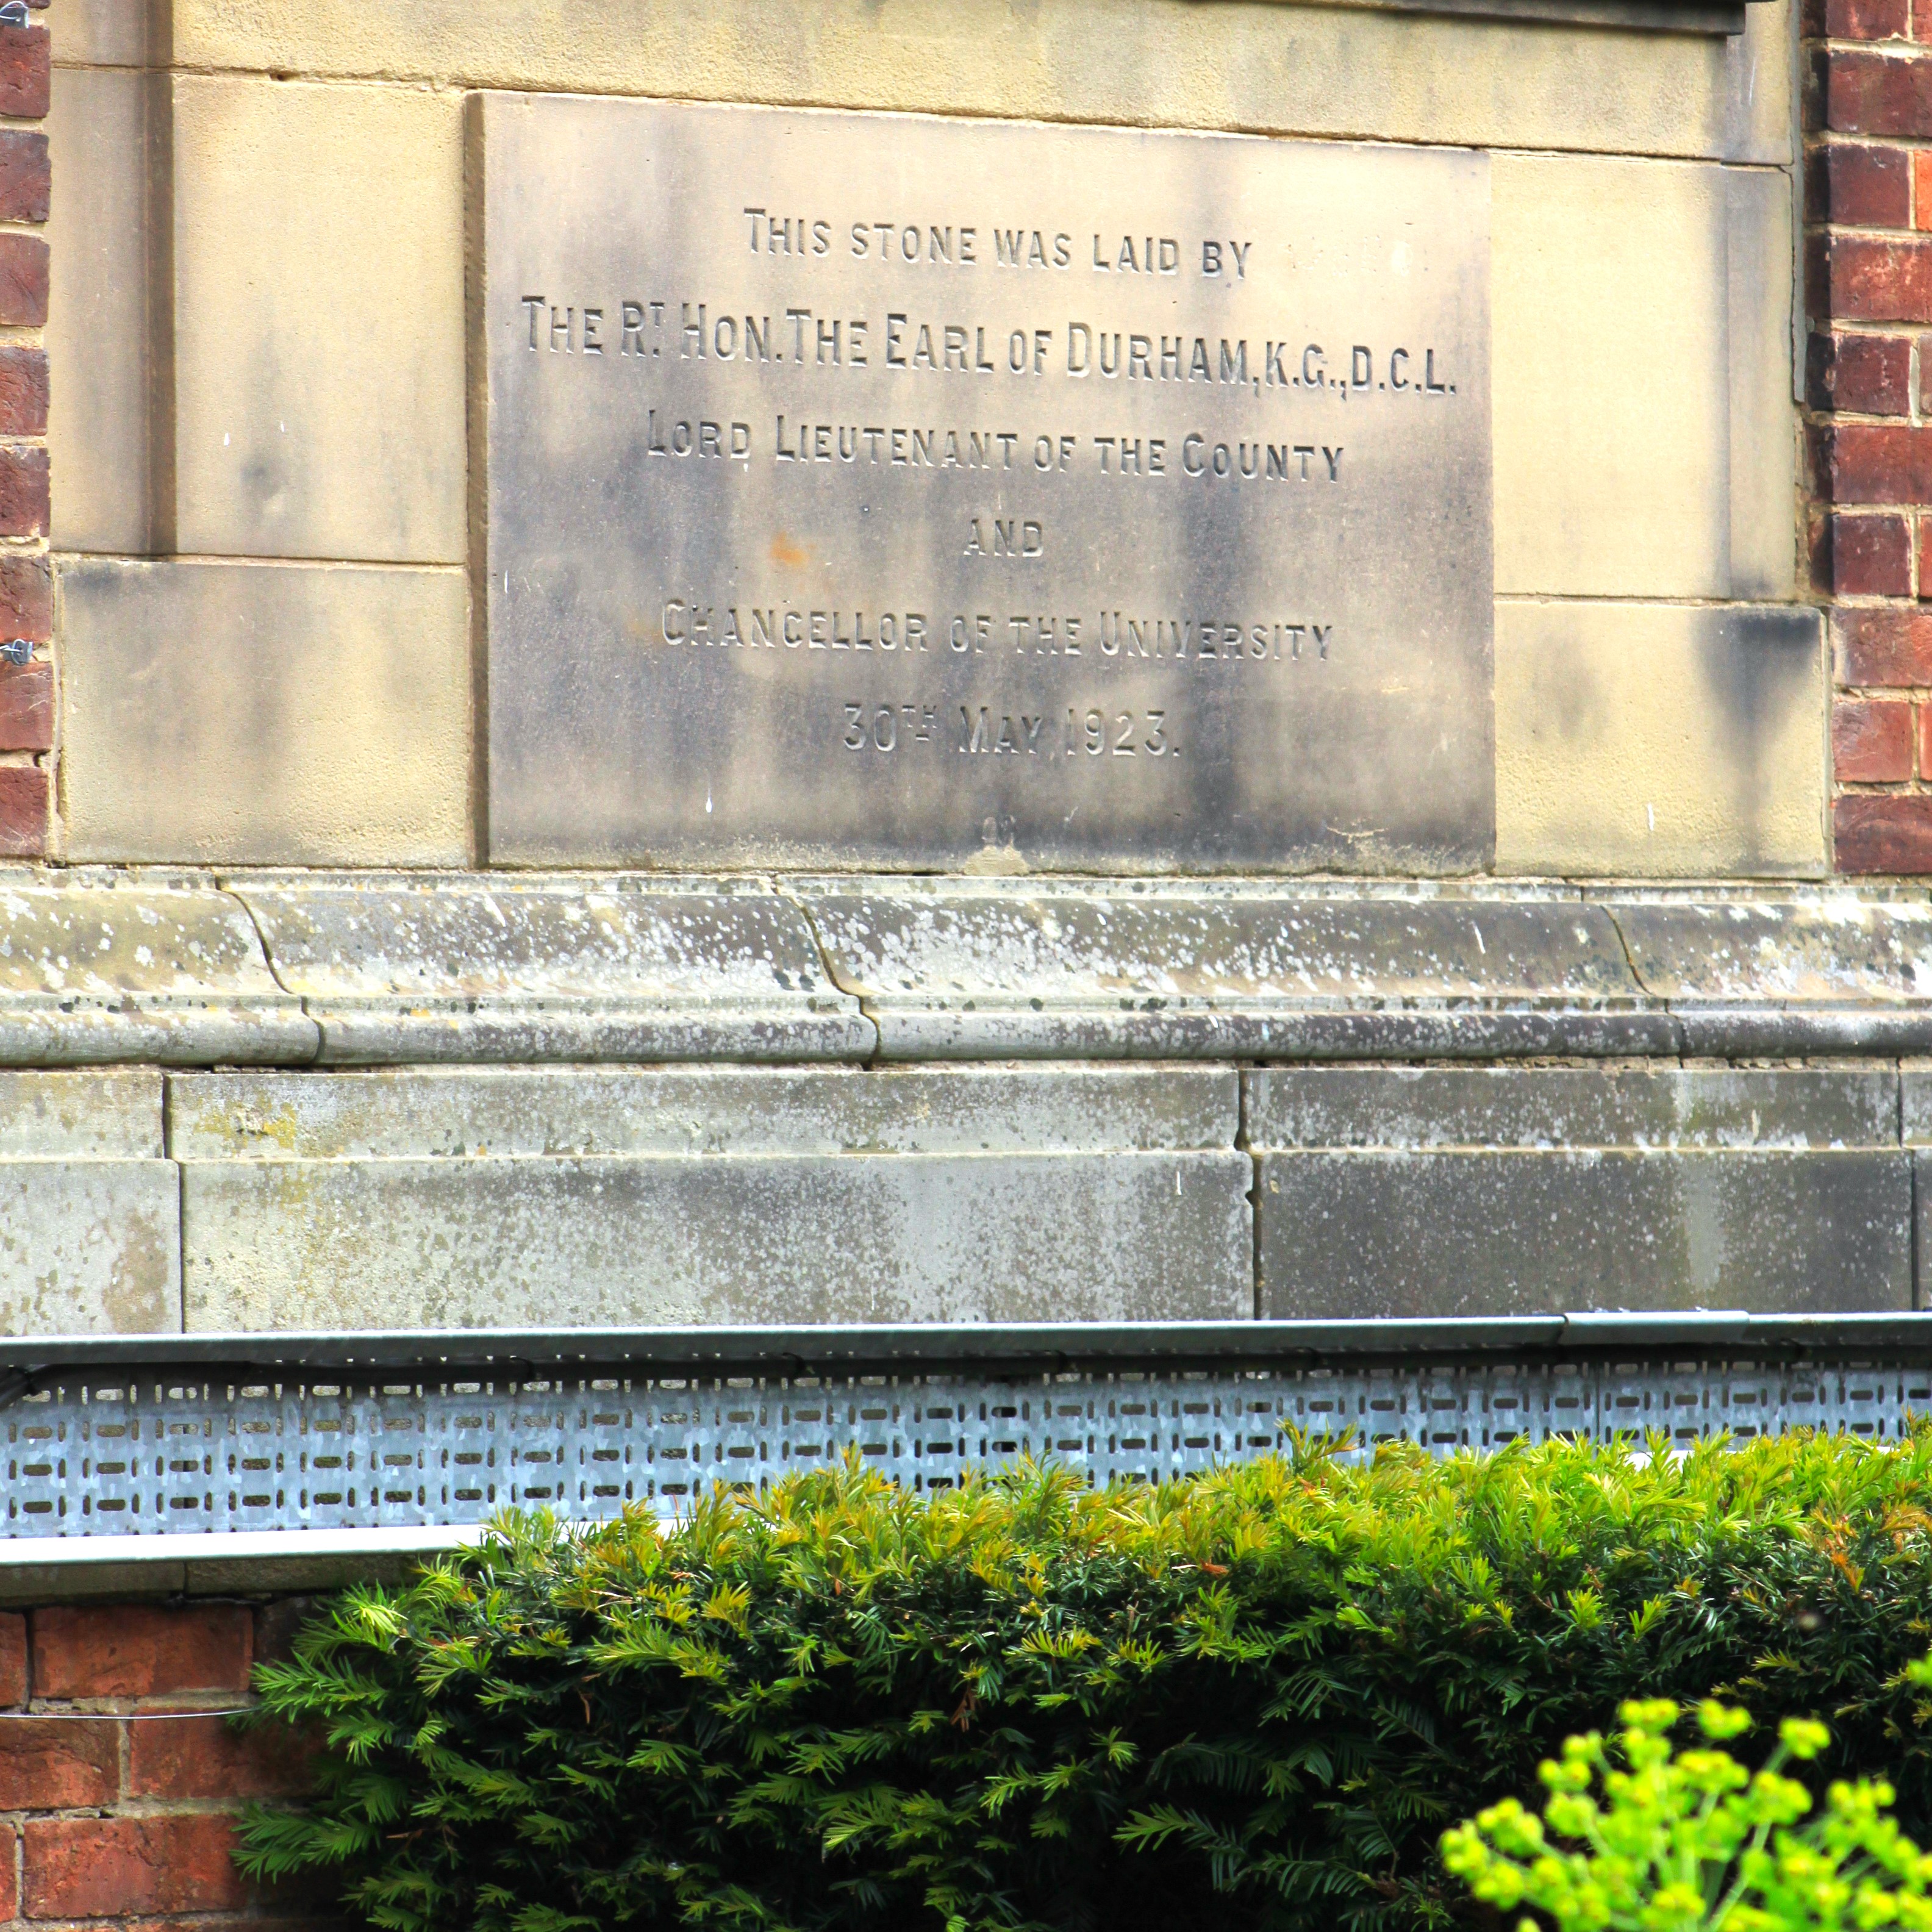 THIS STONE WAS LAID BY
THE RT. HON. THE EARL OF DURHAM, K.G., D.C.L.
LORD LIEUTENANT OF THE COUNTY
AND
CHANCELLOR OF THE UNIVERSITY
30TH MAY, 1923.